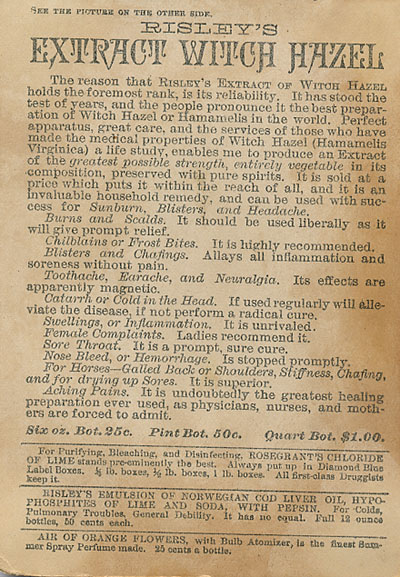 SEE THE PICTURE ON THE OTHER SIDE.
RISLEY'S
EXTRACT WITCH HAZEL
The reason that RISLEY'S EXTRACT OF WITCH HAZEL
holds the foremost rank, is its reliability. It has stood the
test of years, and the people pronounce it the best prepar-
ation of Witch Hazel or Hamamelis in the world. Perfect
apparatus, great care, and the services of those who have
made the medical properties of Witch Hazel (Hamamelis
Virginica) a life study, enables me to produce an Extract
of the greatest possible strength, entirely vegetable in its
composition, preserved with pure spirits. It is sold at a
price which puts it within the reach of all, and it is an
invaluable household remedy, and can be used with suc-
cess for Sunburn, Blisters, and Headache.
Burns and Scalds. It should be used liberally as it
will give prompt relief.
Chilblains or Frost Bites. It is highly recommended.
Blisters and Chafings. Allays all inflammation and
soreness without pain.
Toothache, Earache, and Neuralgia. Its effects are
apparently magnetic.
Catarrh or Cold in the Head. If used regularly will alle-
viate the disease, if not perform a radical cure.
Swellings, or Inflammation. It is unrivaled.
Female Complaints. Ladies recommend it.
Sore Throat. It is a prompt, sure cure.
Nose Bleed, or Hemorrhage. Is stopped promptly.
For Horses—Galled Back or Shoulders, Stiffness, Chafing,
and for drying up Sores. It is superior.
Aching Pains. It is undoubtedly the greatest healing
preparation ever used, as physicians, nurses, and moth-
ers are forced to admit.
Six oz. Bot. 25c. Pint Bot. 50c. Quart Bot. $1.00.
For Purifying, Bleaching, and Disinfecting, ROSEGRANT'S CHLORIDE
OF LIME stands pre-eminently the best. Always put up in Diamond Blue
Label Boxes, ¼ lb. boxes, ½ lb. boxes, 1 lb. boxes. All first-class Druggists
keep it.
RISLEY'S EMULSION OF NORWEGIAN COD LIVER OIL, HYPO-
PHOSPHITES OF LIME AND SODA, WITH PEPSIN. For Colds,
Pulmonary Troubles, General Debility. It has no equal. Full 12 ounce
bottles, 50 cents each.
AIR OF ORANGE FLOWERS, with Bulb Atomizer, is the finest Sum-
mer Spray Perfume made. 25 cents a bottle.